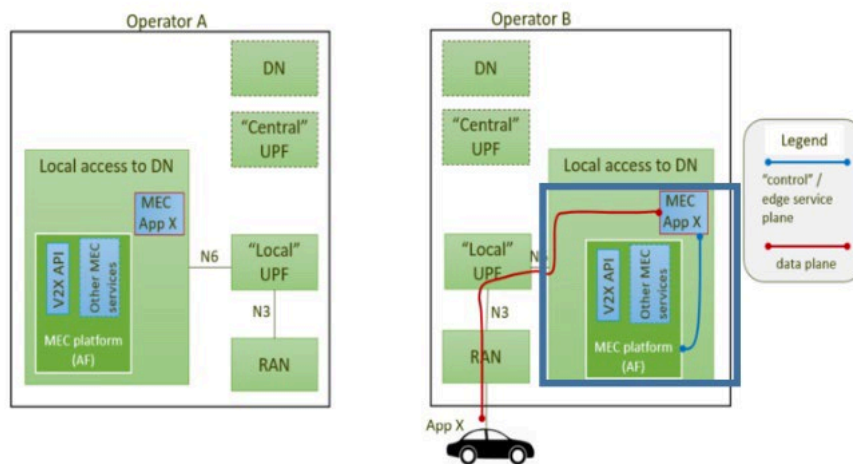 Operator A
DN
"Central"
UPF
Local access to DN
MEC
App X
V2X API
Other MEC
services
MEC platform
(AF)
N6
"Local"
UPF
N3
RAN
Operator B
DN
"Central"
UPF
Local access to DN
MEC
App X
"Local"
UPF
V2X API
Other MEC
services
MEC platform
(AF)
N3
RAN
App X
Legend
"control" /
edge service
plane
data plane